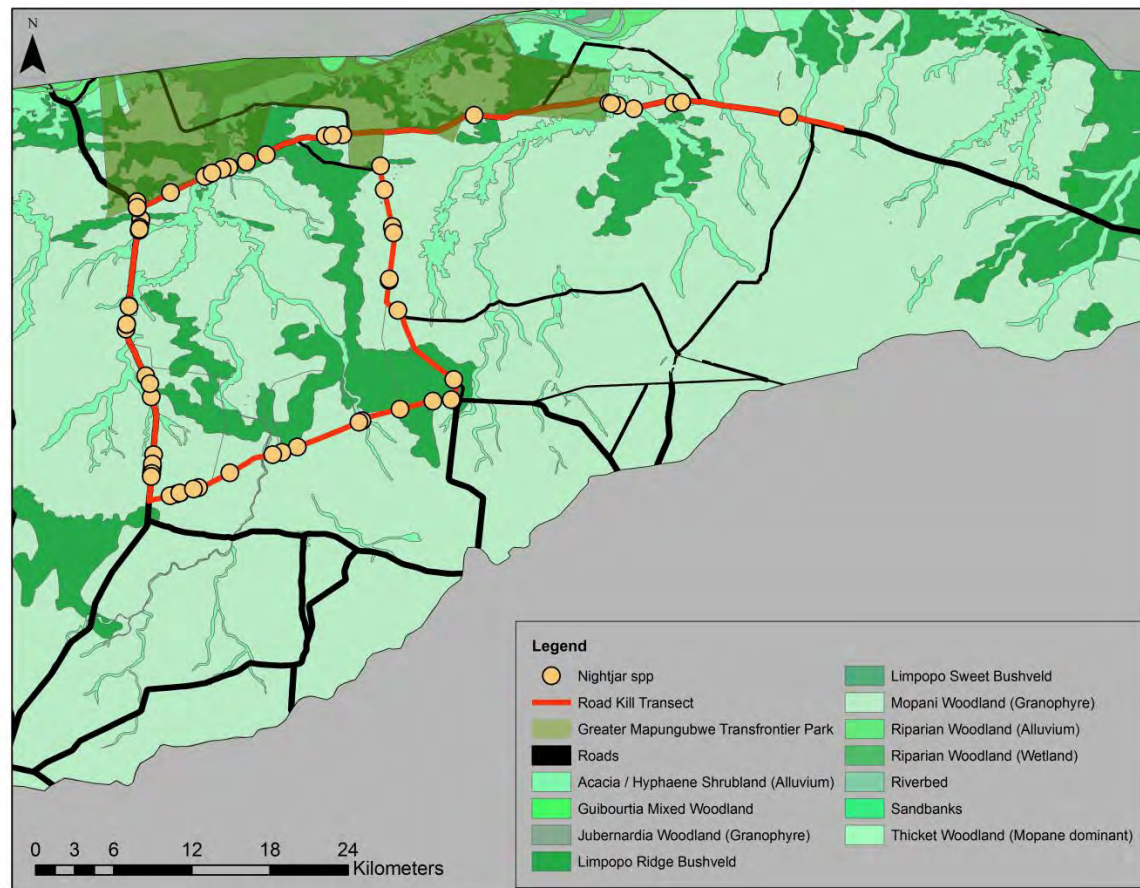 N
Legend
Nightjar spp
Road Kill Transect
Greater Mapungubwe Transfrontier Park
Roads
Acacia / Hyphaene Shrubland (Alluvium)
Guibourtia Mixed Woodland
Jubernardia Woodland (Granophyre)
Limpopo Ridge Bushveld
Limpopo Sweet Bushveld
Mopani Woodland (Granophyre)
Riparian Woodland (Alluvium)
Riparian Woodland (Wetland)
Riverbed
Sandbanks
Thicket Woodland (Mopane dominant)
0 3 6 12 18 24
Kilometers